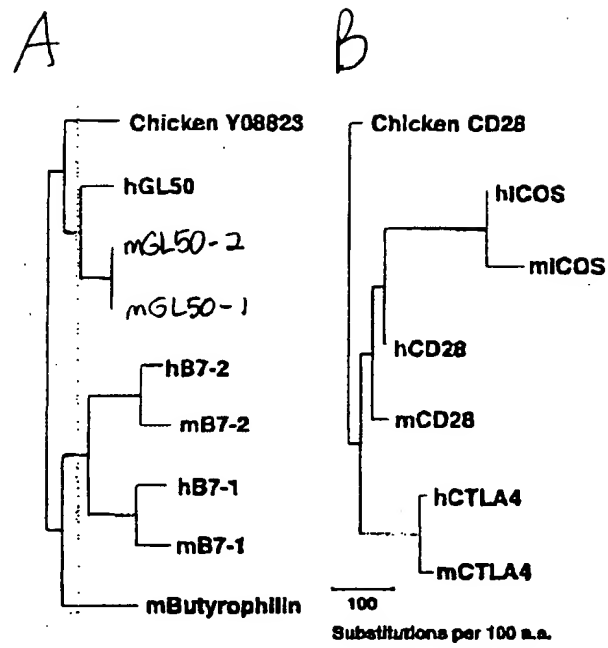 A
Chicken Y08823
hGL50
mGL50-2
mGL50-1
hB7-2
mB7-2
hB7-1
mB7-1
mButyrophilin
B
Chicken CD28
hICOS
mICOS
hCD28
mCD28
hCTLA4
mCTLA4
100
Substitutions per 100 a.a.